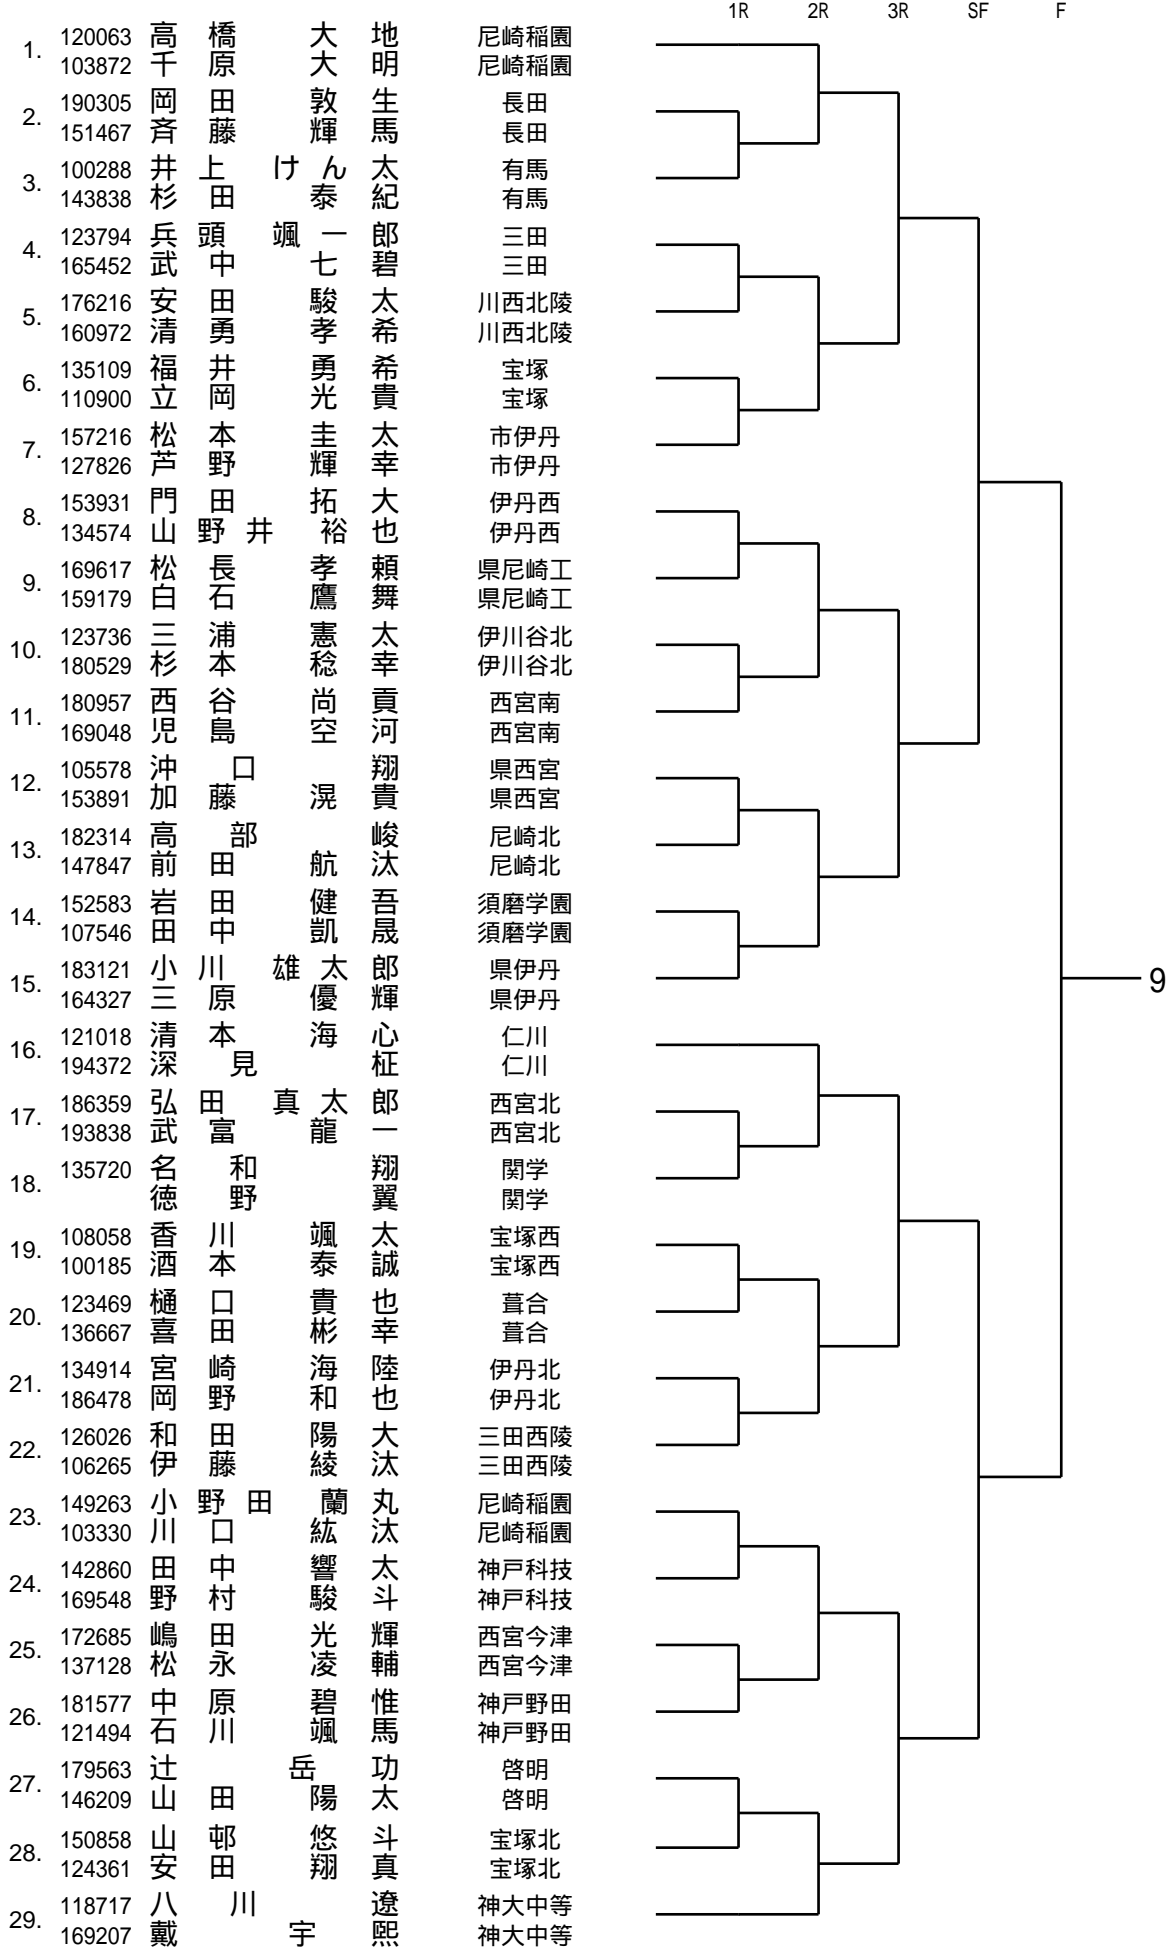 1R 2R 3R SF F
1. 120063 高橋 大地 尼崎稲園
103872 千原 大明 尼崎稲園
2. 190305 岡田 敦生 長田
151467 斉藤 輝馬 長田
3. 100288 井上 けん太 有馬
143838 杉田 泰紀 有馬
4. 123794 兵頭 颯一郎 三田
165452 武中 七碧 三田
5. 176216 安田 駿太 川西北陵
160972 清勇 孝希 川西北陵
6. 135109 福井 勇希 宝塚
110900 立岡 光貴 宝塚
7. 157216 松本 圭太 市伊丹
127826 芦野 輝幸 市伊丹
8. 153931 門田 拓大 伊丹西
134574 山野井 裕也 伊丹西
9. 169617 松長 孝頼 県尼崎工
159179 白石 鷹舞 県尼崎工
10. 123736 三浦 憲太 伊川谷北
180529 杉本 稔幸 伊川谷北
11. 180957 西谷 尚貢 西宮南
169048 児島 空河 西宮南
12. 105578 沖口 翔 県西宮
153891 加藤 滉貴 県西宮
13. 182314 高部 峻 尼崎北
147847 前田 航汰 尼崎北
14. 152583 岩田 健吾 須磨学園
107546 田中 凱晟 須磨学園
15. 183121 小川 雄太郎 県伊丹
164327 三原 優輝 県伊丹
9
16. 121018 清本 海心 仁川
194372 深見 柾 仁川
17. 186359 弘田 真太郎 西宮北
193838 武富 龍一 西宮北
18. 135720 名和 翔 関学
徳野 翼 関学
19. 108058 香川 颯太 宝塚西
100185 酒本 泰誠 宝塚西
20. 123469 樋口 貴也 葺合
136667 喜田 彬幸 葺合
21. 134914 宮崎 海陸 伊丹北
186478 岡野 和也 伊丹北
22. 126026 和田 陽大 三田西陵
106265 伊藤 綾汰 三田西陵
23. 149263 小野田 蘭丸 尼崎稲園
103330 川口 紘汰 尼崎稲園
24. 142860 田中 響太 神戸科技
169548 野村 駿斗 神戸科技
25. 172685 嶋田 光輝 西宮今津
137128 松永 凌輔 西宮今津
26. 181577 中原 碧惟 神戸野田
121494 石川 颯馬 神戸野田
27. 179563 辻 岳功 啓明
146209 山田 陽太 啓明
28. 150858 山邨 悠斗 宝塚北
124361 安田 翔真 宝塚北
29. 118717 八川 遼 神大中等
169207 戴 宇熙 神大中等